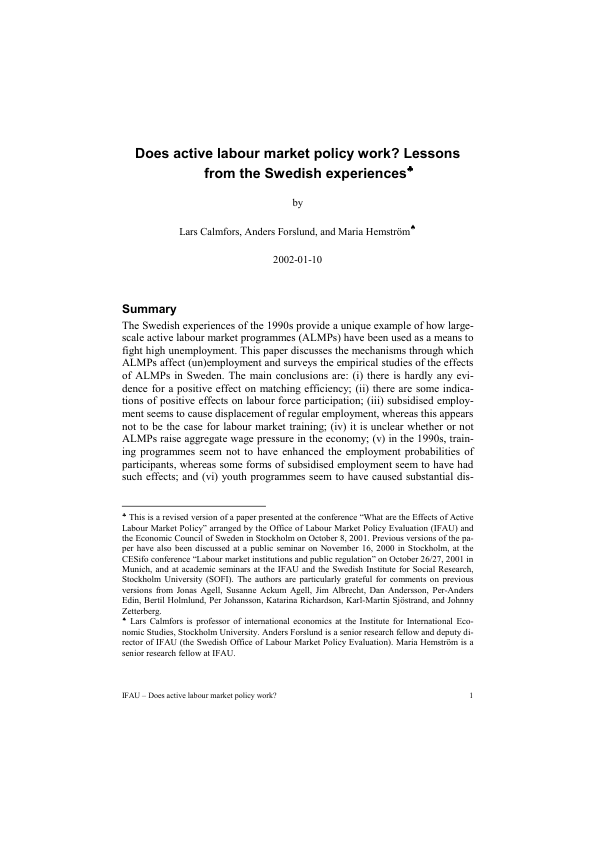 Does active labour market policy work? Lessons
from the Swedish experiences♣
by
Lars Calmfors, Anders Forslund, and Maria Hemström♠
2002-01-10
Summary
The Swedish experiences of the 1990s provide a unique example of how large-
scale active labour market programmes (ALMPs) have been used as a means to
fight high unemployment. This paper discusses the mechanisms through which
ALMPs affect (un)employment and surveys the empirical studies of the effects
of ALMPs in Sweden. The main conclusions are: (i) there is hardly any evi-
dence for a positive effect on matching efficiency; (ii) there are some indica-
tions of positive effects on labour force participation; (iii) subsidised employ-
ment seems to cause displacement of regular employment, whereas this appears
not to be the case for labour market training; (iv) it is unclear whether or not
ALMPs raise aggregate wage pressure in the economy; (v) in the 1990s, train-
ing programmes seem not to have enhanced the employment probabilities of
participants, whereas some forms of subsidised employment seem to have had
such effects; and (vi) youth programmes seem to have caused substantial dis-
♣ This is a revised version of a paper presented at the conference “What are the Effects of Active
Labour Market Policy” arranged by the Office of Labour Market Policy Evaluation (IFAU) and
the Economic Council of Sweden in Stockholm on October 8, 2001. Previous versions of the pa-
per have also been discussed at a public seminar on November 16, 2000 in Stockholm, at the
CESifo conference “Labour market institutions and public regulation” on October 26/27, 2001 in
Munich, and at academic seminars at the IFAU and the Swedish Institute for Social Research,
Stockholm University (SOFI). The authors are particularly grateful for comments on previous
versions from Jonas Agell, Susanne Ackum Agell, Jim Albrecht, Dan Andersson, Per-Anders
Edin, Bertil Holmlund, Per Johansson, Katarina Richardson, Karl-Martin Sjöstrand, and Johnny
Zetterberg.
♠ Lars Calmfors is professor of international economics at the Institute for International Eco-
nomic Studies, Stockholm University. Anders Forslund is a senior research fellow and deputy di-
rector of IFAU (the Swedish Office of Labour Market Policy Evaluation). Maria Hemström is a
senior research fellow at IFAU.
IFAU – Does active labour market policy work? 1